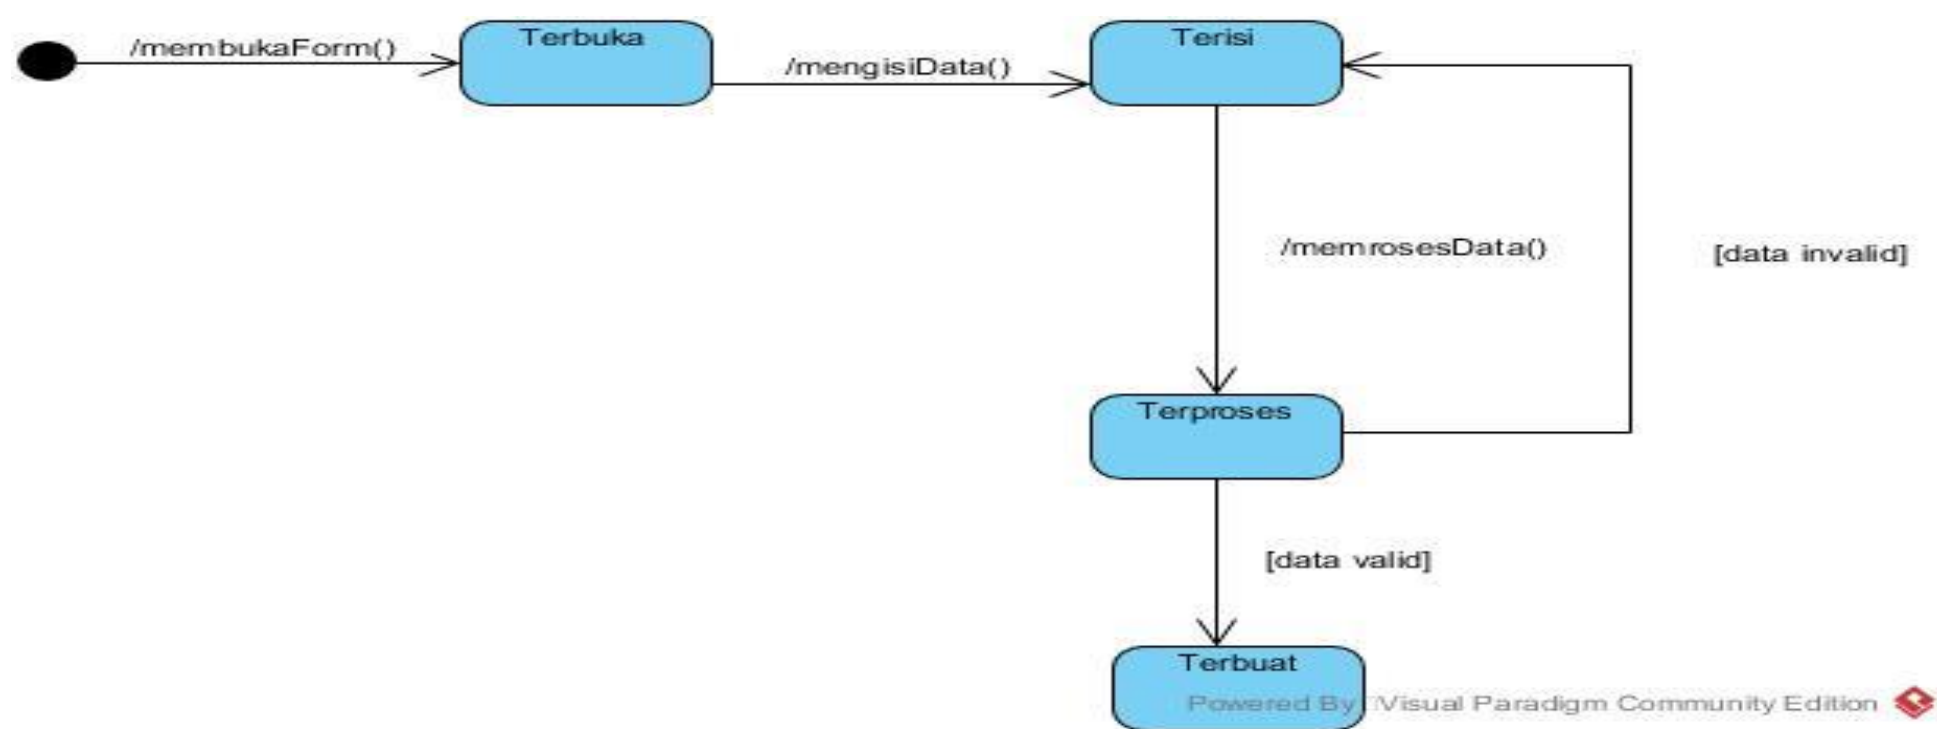 /membukaForm()
Terbuka
/mengisiData()
Terisi
/memrosesData()
[data invalid]
Terproses
[data valid]
Terbuat
Powered By Visual Paradigm Community Edition